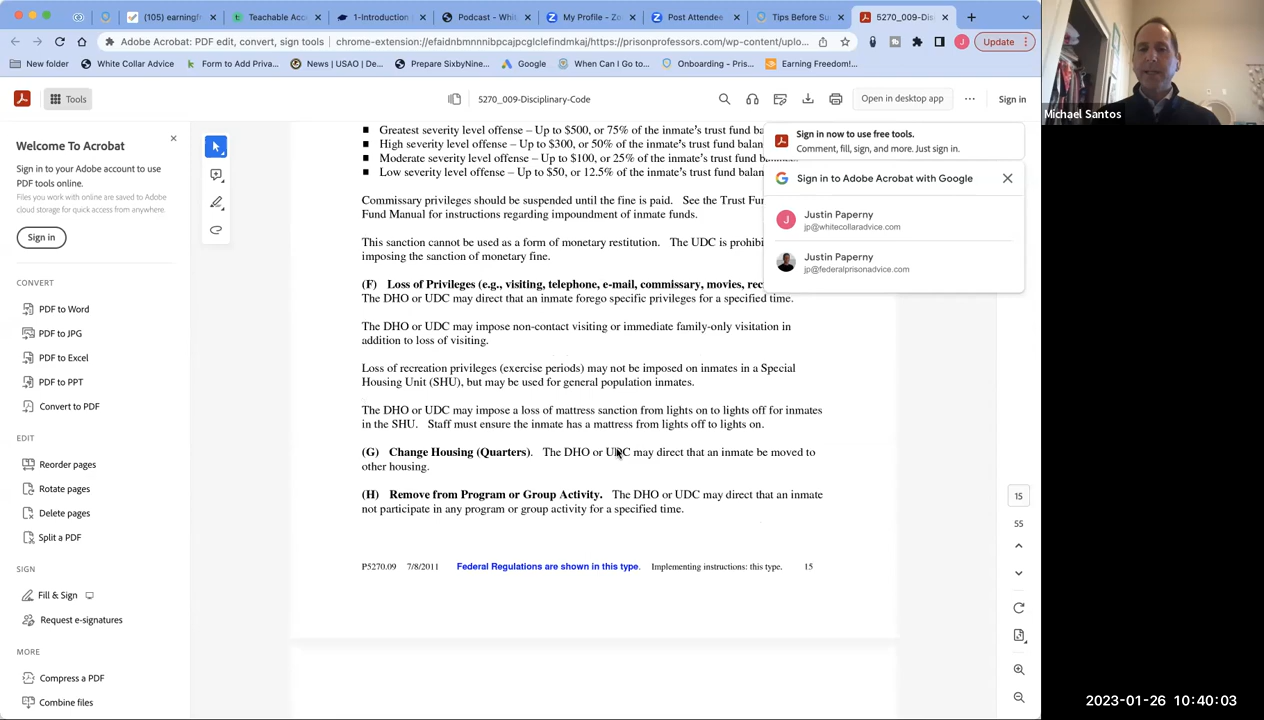 (105) earningfr
Teachable Acc
1-Introduction
Podcast - Whit
My Profile - Zo
Post Attendee
Tips Before Su
5270_009-Dis
Adobe Acrobat: PDF edit, convert, sign tools
chrome-extension://efaidnbmnnnibpcajpcglclefindmkaj/https://prisonprofessors.com/wp-content/uplo...
J
Update
New folder
White Collar Advice
Form to Add Priva...
News | USAO | De...
Prepare SixtyNine...
Google
When Can I Go to...
Onboarding - Pris...
Earning Freedom!...
Tools
5270_009-Disciplinary-Code
Open in desktop app
Sign in
Welcome To Acrobat
Sign in to your Adobe account to use
PDF tools online.
Files you work with online are saved to Adobe
cloud storage for quick access from anywhere.
Sign in
CONVERT
PDF to Word
PDF to JPG
PDF to Excel
PDF to PPT
Convert to PDF
EDIT
Reorder pages
Rotate pages
Delete pages
Split a PDF
SIGN
Fill & Sign
Request e-signatures
MORE
Compress a PDF
Combine files
■ Greatest severity level offense – Up to $500, or 75% of the inmate's trust fund ba
■ High severity level offense – Up to $300, or 50% of the inmate's trust fund balan
■ Moderate severity level offense – Up to $100, or 25% of the inmate's trust fund
■ Low severity level offense – Up to $50, or 12.5% of the inmate's trust fund balan
Commissary privileges should be suspended until the fine is paid. See the Trust Fun
Fund Manual for instructions regarding impoundment of inmate funds.
This sanction cannot be used as a form of monetary restitution. The UDC is prohib
imposing the sanction of monetary fine.
(F) Loss of Privileges (e.g., visiting, telephone, e-mail, commissary, movies, rec
The DHO or UDC may direct that an inmate forego specific privileges for a specified time.
The DHO or UDC may impose non-contact visiting or immediate family-only visitation in
addition to loss of visiting.
Loss of recreation privileges (exercise periods) may not be imposed on inmates in a Special
Housing Unit (SHU), but may be used for general population inmates.
The DHO or UDC may impose a loss of mattress sanction from lights on to lights off for inmates
in the SHU. Staff must ensure the inmate has a mattress from lights off to lights on.
(G) Change Housing (Quarters). The DHO or UDC may direct that an inmate be moved to
other housing.
(H) Remove from Program or Group Activity. The DHO or UDC may direct that an inmate
not participate in any program or group activity for a specified time.
P5270.09 7/8/2011 Federal Regulations are shown in this type. Implementing instructions: this type. 15
Sign in now to use free tools.
Comment, fill, sign, and more. Just sign in.
Sign in to Adobe Acrobat with Google
J
Justin Paperny
jp@whitecollaradvice.com
Justin Paperny
jp@federalprisonadvice.com
15
55
Michael Santos
2023-01-26 10:40:03